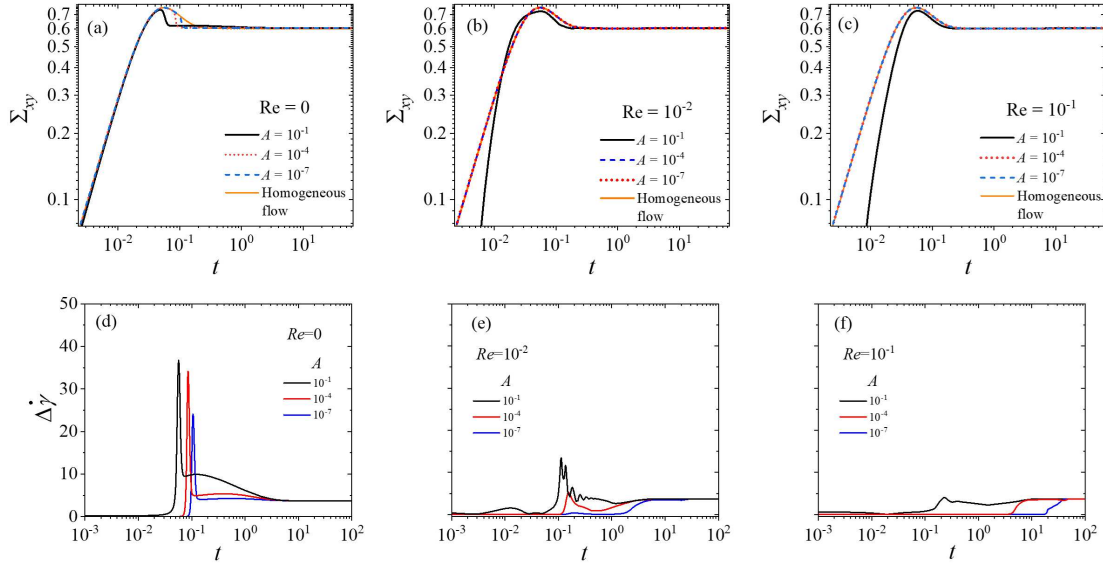 (a)
0.7
0.6
0.5
0.4
0.3
0.2
0.1
Σxy
Re = 0
A = 10⁻¹
A = 10⁻⁴
A = 10⁻⁷
Homogeneous
flow
10⁻² 10⁻¹ 10⁰ 10¹
t
(b)
0.7
0.6
0.5
0.4
0.3
0.2
0.1
Σxy
Re = 10⁻²
A = 10⁻¹
A = 10⁻⁴
A = 10⁻⁷
Homogeneous
flow
10⁻² 10⁻¹ 10⁰ 10¹
t
(c)
0.7
0.6
0.5
0.4
0.3
0.2
0.1
Σxy
Re = 10⁻¹
A = 10⁻¹
A = 10⁻⁴
A = 10⁻⁷
Homogeneous
flow
10⁻² 10⁻¹ 10⁰ 10¹
t
(d)
50
40
30
20
10
0
Δγ̇
Re=0
A
10⁻¹
10⁻⁴
10⁻⁷
10⁻³ 10⁻² 10⁻¹ 10⁰ 10¹ 10²
t
(e)
Re=10⁻²
A
10⁻¹
10⁻⁴
10⁻⁷
10⁻³ 10⁻² 10⁻¹ 10⁰ 10¹ 10²
t
(f)
Re=10⁻¹
A
10⁻¹
10⁻⁴
10⁻⁷
10⁻³ 10⁻² 10⁻¹ 10⁰ 10¹ 10²
t